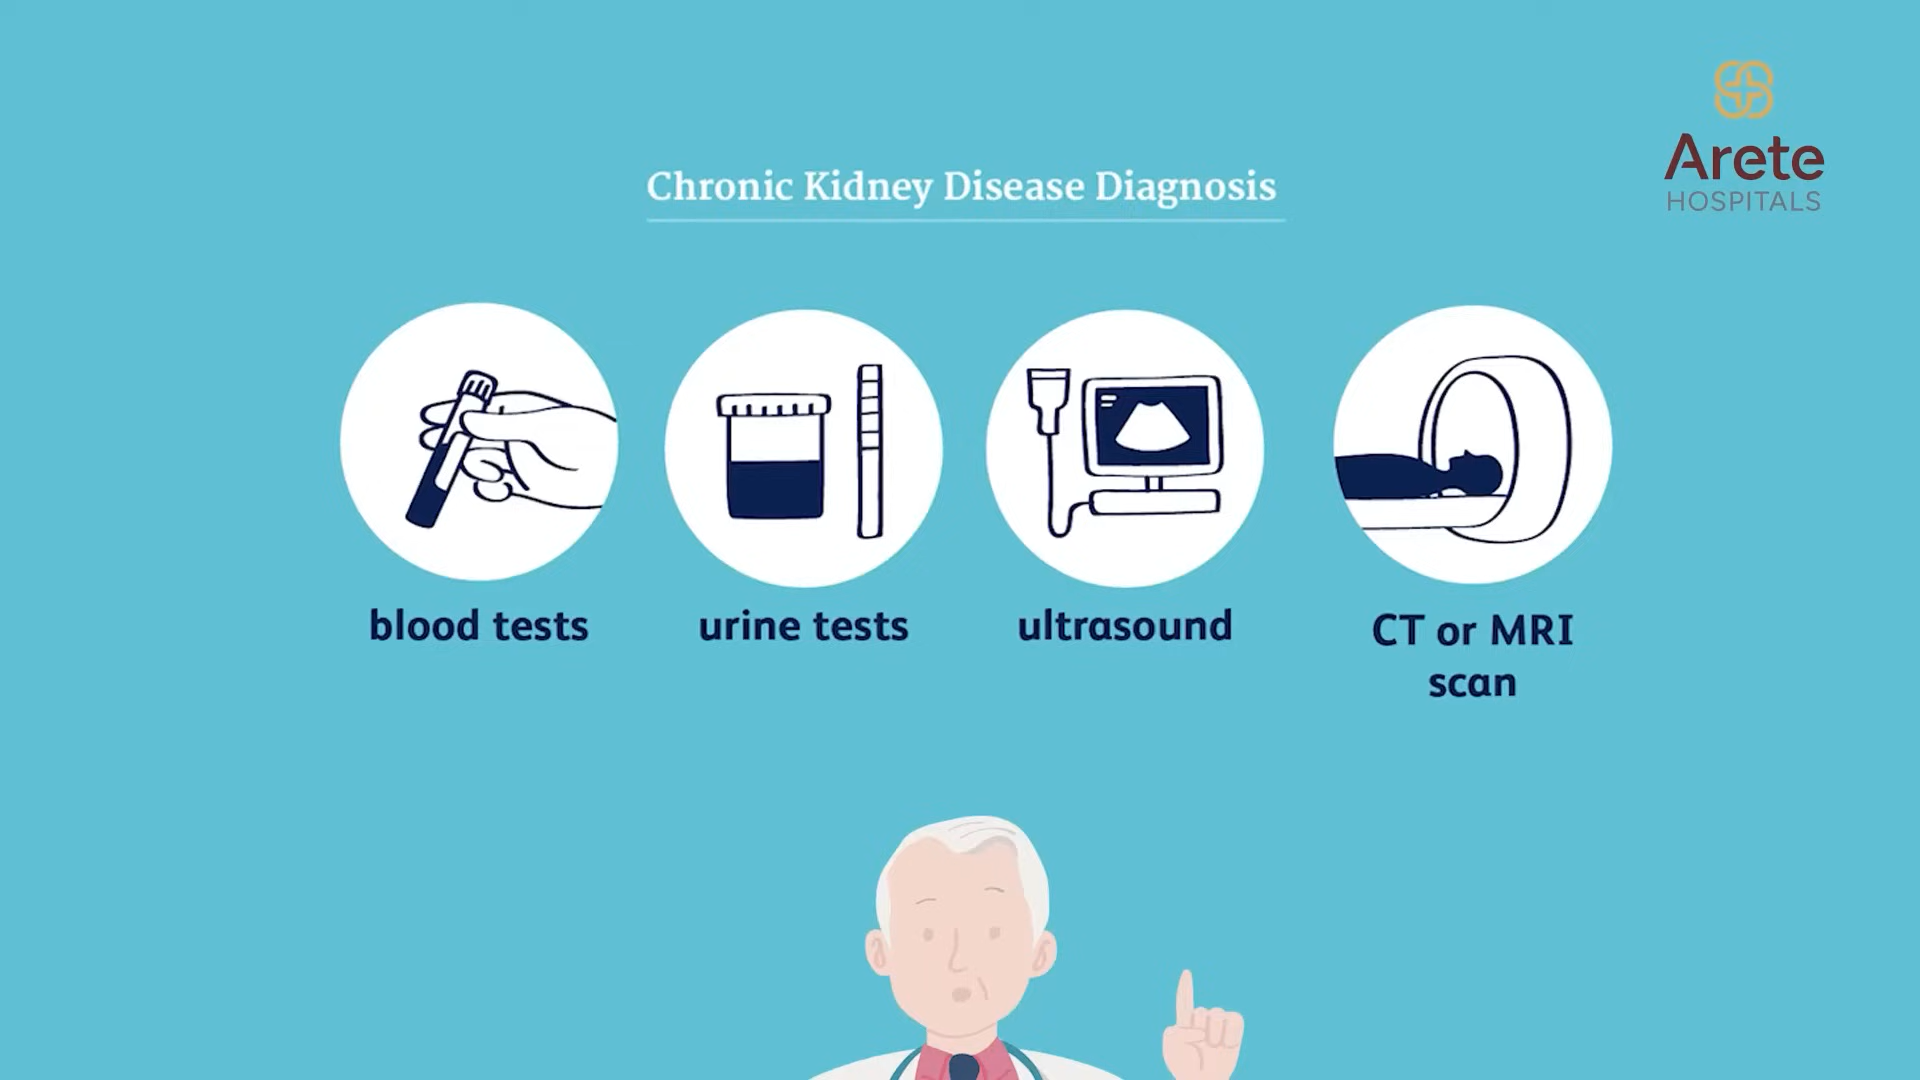 Arete
HOSPITALS
Chronic Kidney Disease Diagnosis
blood tests
urine tests
ultrasound
CT or MRI
scan